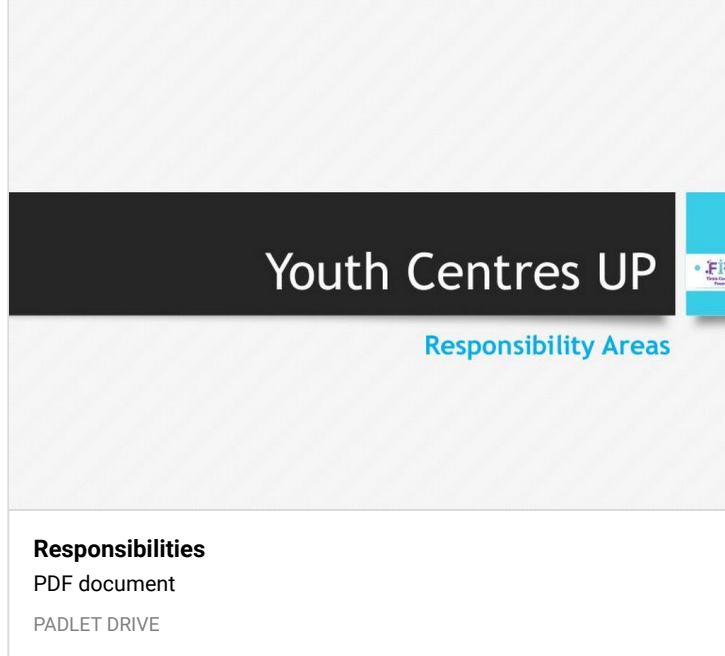 Youth Centres UP
Responsibility Areas
Responsibilities
PDF document
PADLET DRIVE